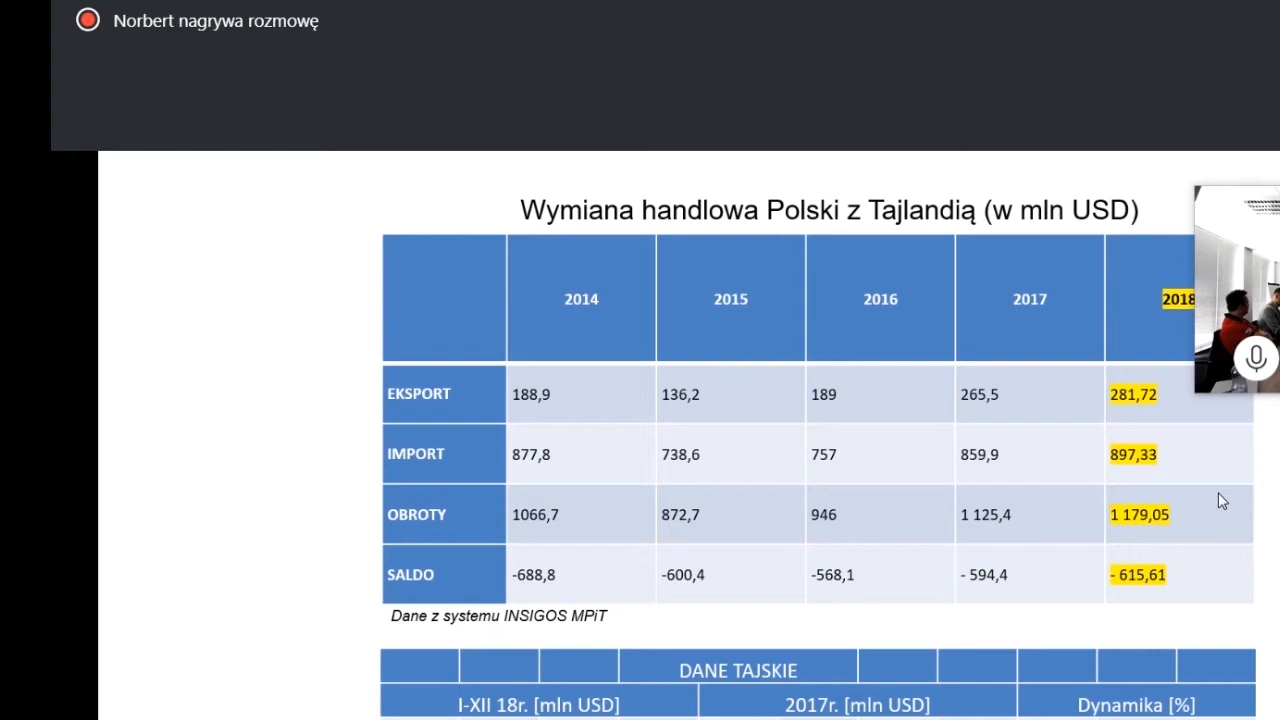 Norbert nagrywa rozmowę
Wymiana handlowa Polski z Tajlandią (w mln USD)
2014 2015 2016 2017 2018
EKSPORT 188,9 136,2 189 265,5 281,72
IMPORT 877,8 738,6 757 859,9 897,33
OBROTY 1066,7 872,7 946 1 125,4 1 179,05
SALDO -688,8 -600,4 -568,1 - 594,4 - 615,61
Dane z systemu INSIGOS MPiT
DANE TAJSKIE
I-XII 18r. [mln USD] 2017r. [mln USD] Dynamika [%]